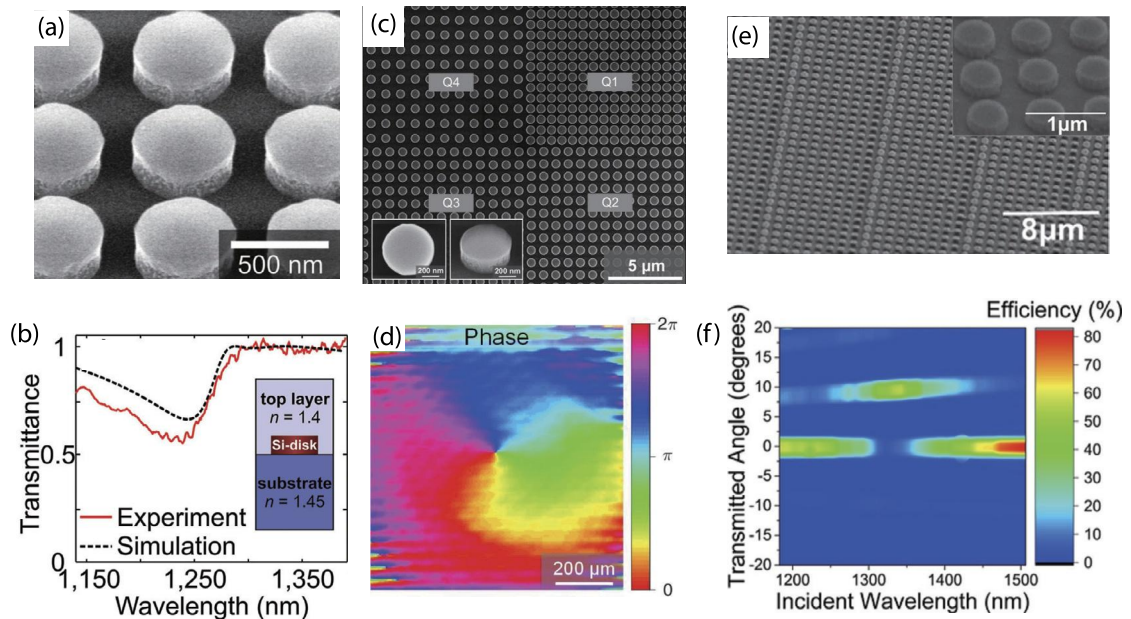 (a)
500 nm
(c)
Q4
Q1
Q3
Q2
200 nm
200 nm
5 μm
(e)
1μm
8μm
(b)
1
0.5
0
Transmittance
top layer
n = 1.4
Si-disk
substrate
n = 1.45
Experiment
Simulation
1,150
1,250
1,350
Wavelength (nm)
(d)
Phase
2π
π
0
200 μm
(f)
Efficiency (%)
Transmitted Angle (degrees)
20
15
10
5
0
-5
-10
-15
-20
1200
1300
1400
1500
Incident Wavelength (nm)
80
70
60
50
40
30
20
10
0